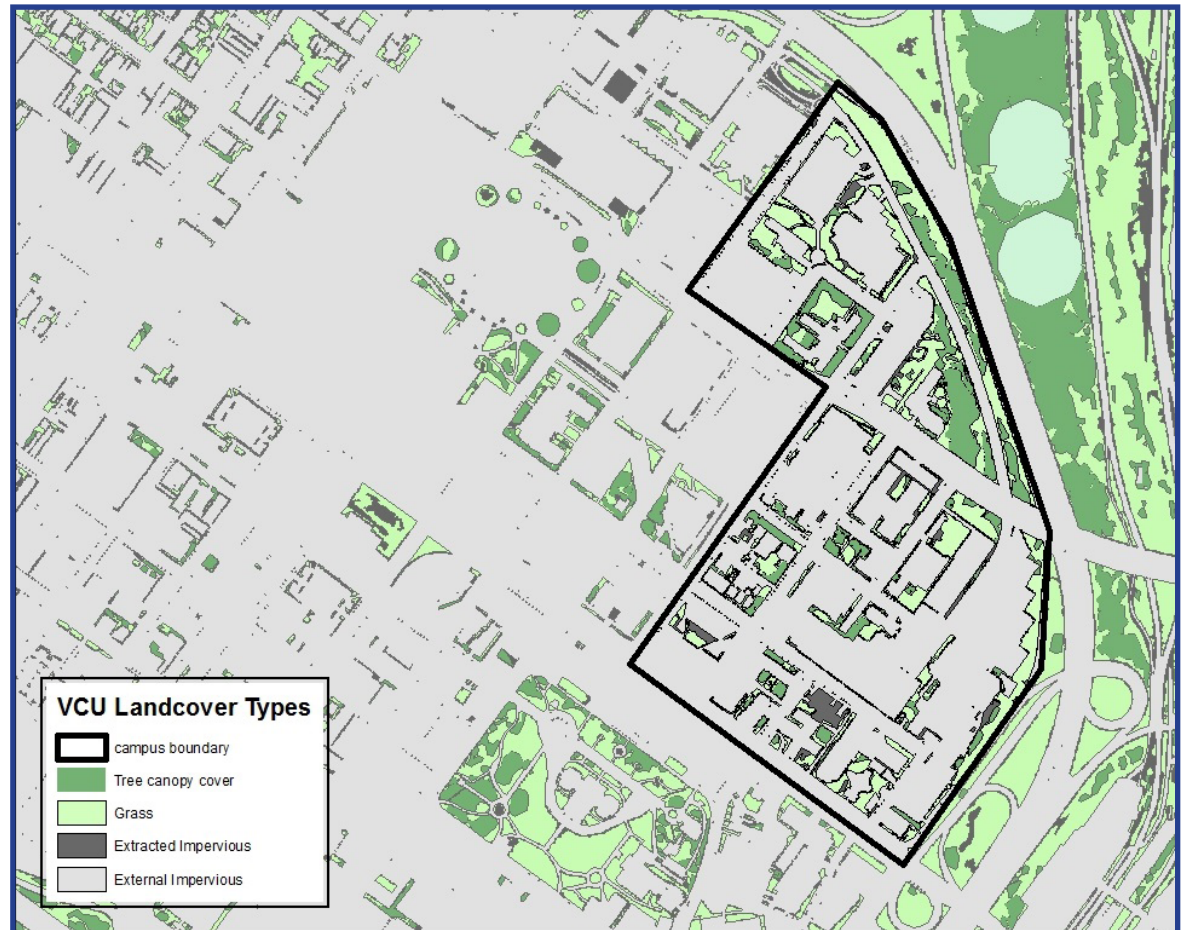 VCU Landcover Types
campus boundary
Tree canopy cover
Grass
Extracted Impervious
External Impervious